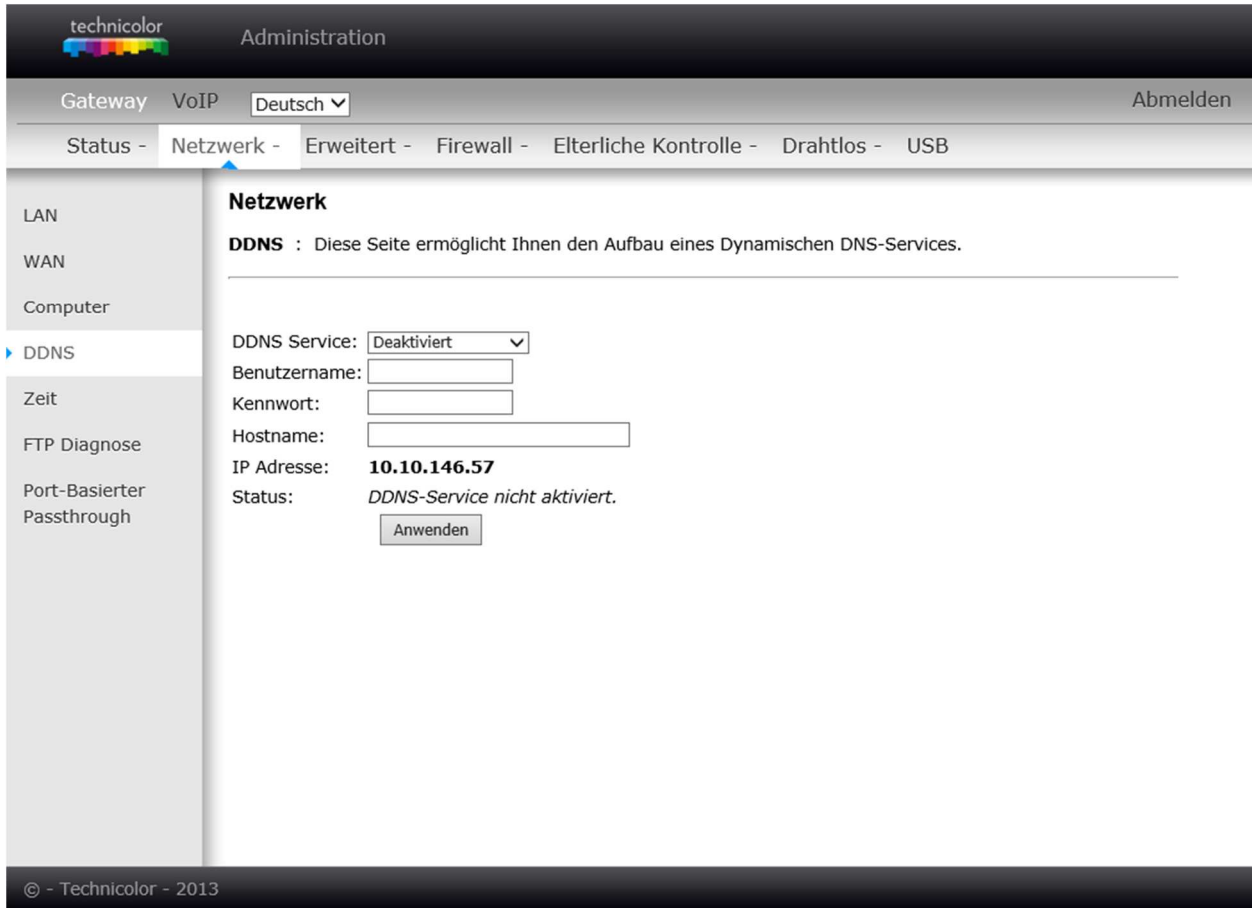 technicolor
Administration
Gateway VoIP Deutsch Abmelden
Status - Netzwerk - Erweitert - Firewall - Elterliche Kontrolle - Drahtlos - USB
LAN
WAN
Computer
DDNS
Zeit
FTP Diagnose
Port-Basierter
Passthrough
Netzwerk
DDNS : Diese Seite ermöglicht Ihnen den Aufbau eines Dynamischen DNS-Services.
DDNS Service: Deaktiviert
Benutzername:
Kennwort:
Hostname:
IP Adresse: 10.10.146.57
Status: DDNS-Service nicht aktiviert.
Anwenden
© - Technicolor - 2013